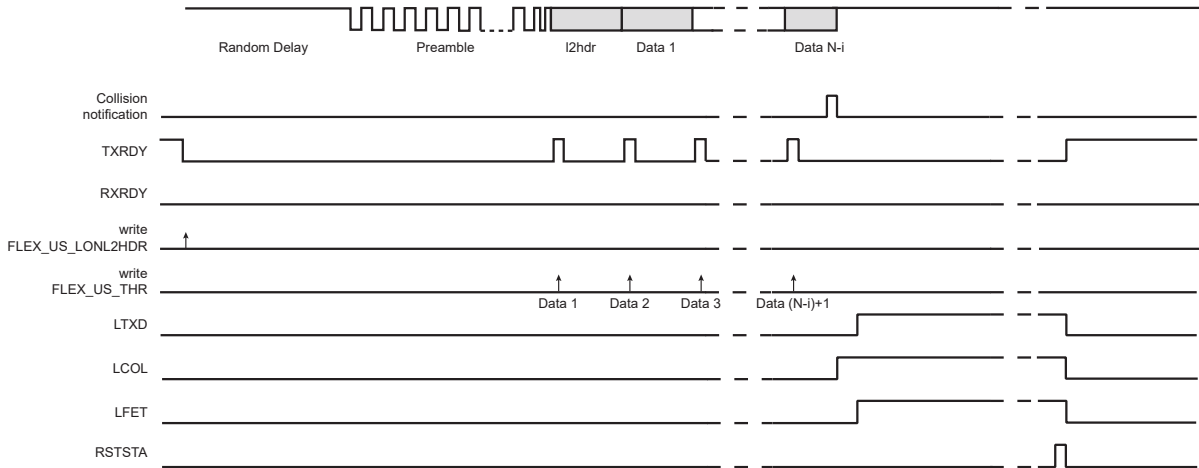 Random Delay Preamble l2hdr Data 1 Data N-i
Collision
notification
TXRDY
RXRDY
write
FLEX_US_LONL2HDR
write
FLEX_US_THR
Data 1 Data 2 Data 3 Data (N-i)+1
LTXD
LCOL
LFET
RSTSTA